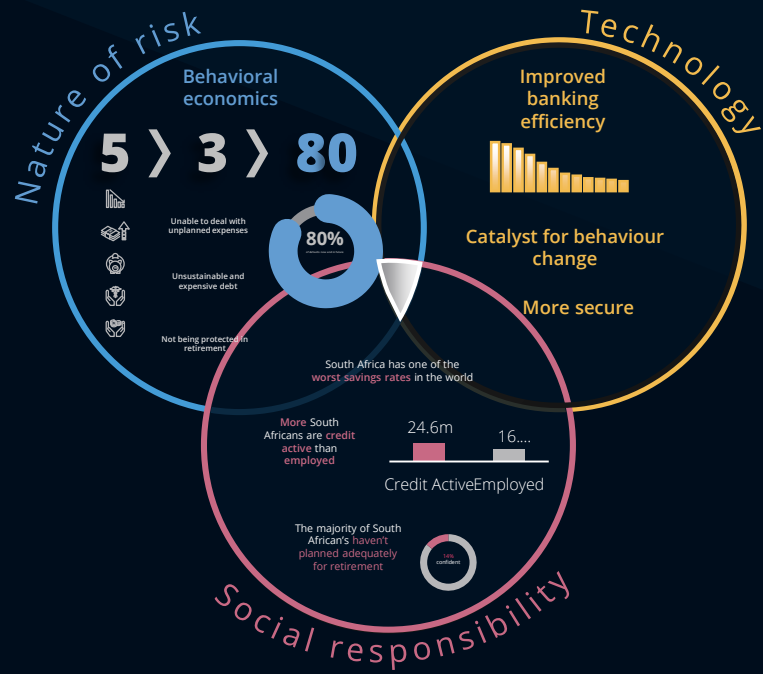 Nature of risk
Behavioral
economics
5 〉 3 〉 80
Unable to deal with
unplanned expenses
Unsustainable and
expensive debt
Not being protected in
retirement
80%
Technology
Improved
banking
efficiency
Catalyst for behaviour
change
More secure
South Africa has one of the
worst savings rates in the world
More South
Africans are credit
active than
employed
24.6m
16....
Credit Active
Employed
The majority of South
African's haven't
planned adequately
for retirement
14%
confident
Social responsibility